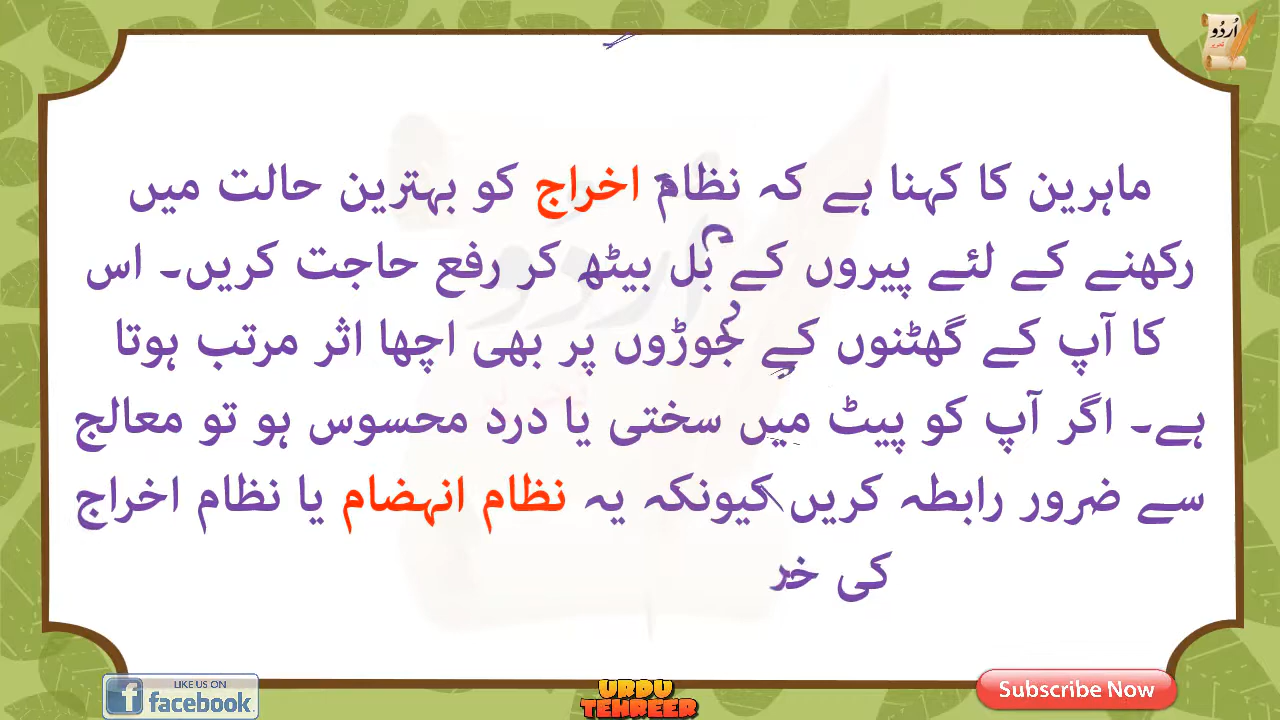 اُردُو
ماہرین کا کہنا ہے کہ نظام اخراج کو بہترین حالت میں
رکھنے کے لئے پیروں کے بل بیٹھ کر رفع حاجت کریں۔ اس
کا آپ کے گھٹنوں کے جوڑوں پر بھی اچھا اثر مرتب ہوتا
ہے۔ اگر آپ کو پیٹ میں سختی یا درد محسوس ہو تو معالج
سے ضرور رابطہ کریں کیونکہ یہ نظام انہضام یا نظام اخراج
کی خر
LIKE US ON
facebook.
URDU
TEHREER
Subscribe Now